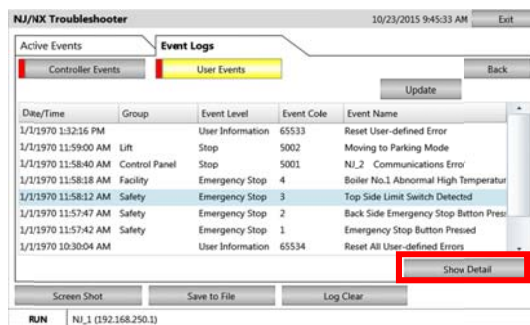 NJ/NX Troubleshooter 10/23/2015 9:45:33 AM Exit
Active Events Event Logs
Controller Events User Events Back
Update
Date/Time Group Event Level Event Code Event Name
1/1/1970 1:32:16 PM User Information 65533 Reset User-defined Error
1/1/1970 11:59:00 AM Lift Stop 5002 Moving to Parking Mode
1/1/1970 11:58:40 AM Control Panel Stop 5001 NJ_2 Communications Erro
1/1/1970 11:58:18 AM Facility Emergency Stop 4 Boiler No.1 Abnormal High Temperatur
1/1/1970 11:58:12 AM Safety Emergency Stop 3 Top Side Limit Switch Detected
1/1/1970 11:57:47 AM Safety Emergency Stop 2 Back Side Emergency Stop Button Press
1/1/1970 11:57:42 AM Safety Emergency Stop 1 Emergency Stop Button Pressed
1/1/1970 10:30:04 AM User Information 65534 Reset All User-defined Errors
Show Detail
Screen Shot Save to File Log Clear
RUN NJ_1 (192.168.250.1)